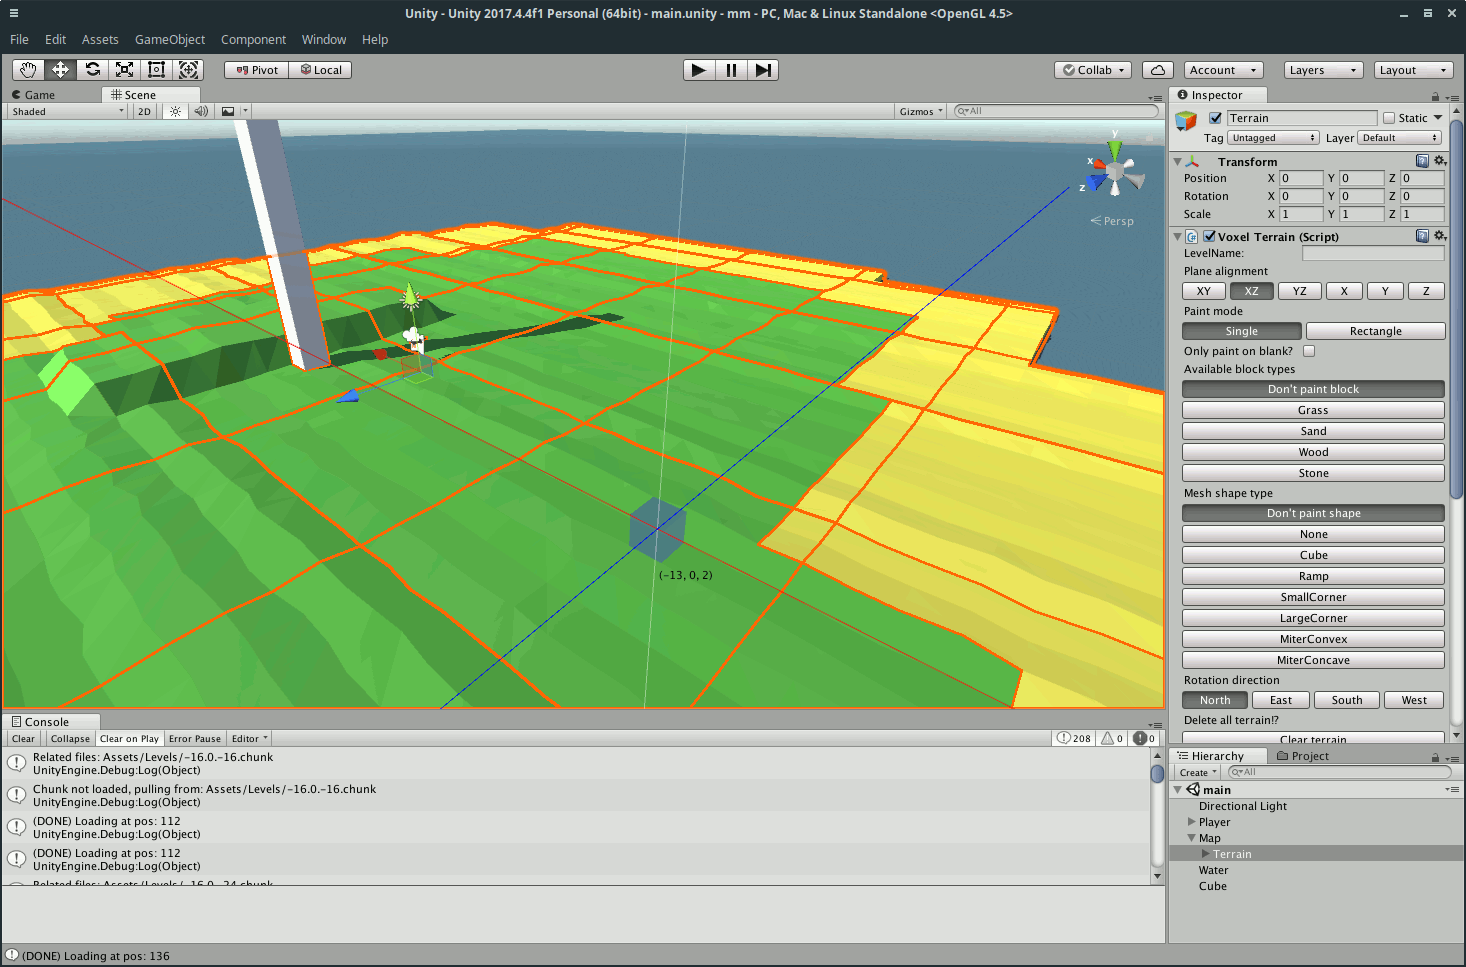 Unity - Unity 2017.4.4f1 Personal (64bit) - main.unity - mm - PC, Mac & Linux Standalone <OpenGL 4.5>
File Edit Assets GameObject Component Window Help
Pivot Local Collab Account Layers Layout
Game Scene
Shaded 2D Gizmos All
y
x
z
Persp
(-13, 0, 2)
Inspector
Terrain Static
Tag Untagged Layer Default
Transform
Position X 0 Y 0 Z 0
Rotation X 0 Y 0 Z 0
Scale X 1 Y 1 Z 1
Voxel Terrain (Script)
LevelName:
Plane alignment
XY XZ YZ X Y Z
Paint mode
Single Rectangle
Only paint on blank?
Available block types
Don't paint block
Grass
Sand
Wood
Stone
Mesh shape type
Don't paint shape
None
Cube
Ramp
SmallCorner
LargeCorner
MiterConvex
MiterConcave
Rotation direction
North East South West
Delete all terrain!?
Clear terrain
Console
Clear Collapse Clear on Play Error Pause Editor 208 0 0
Related files: Assets/Levels/-16.0.-16.chunk
UnityEngine.Debug:Log(Object)
Chunk not loaded, pulling from: Assets/Levels/-16.0.-16.chunk
UnityEngine.Debug:Log(Object)
(DONE) Loading at pos: 112
UnityEngine.Debug:Log(Object)
(DONE) Loading at pos: 112
UnityEngine.Debug:Log(Object)
Related files: Assets/Levels/-16.0.-24.chunk
(DONE) Loading at pos: 136
Hierarchy Project
Create All
main
Directional Light
Player
Map
Terrain
Water
Cube